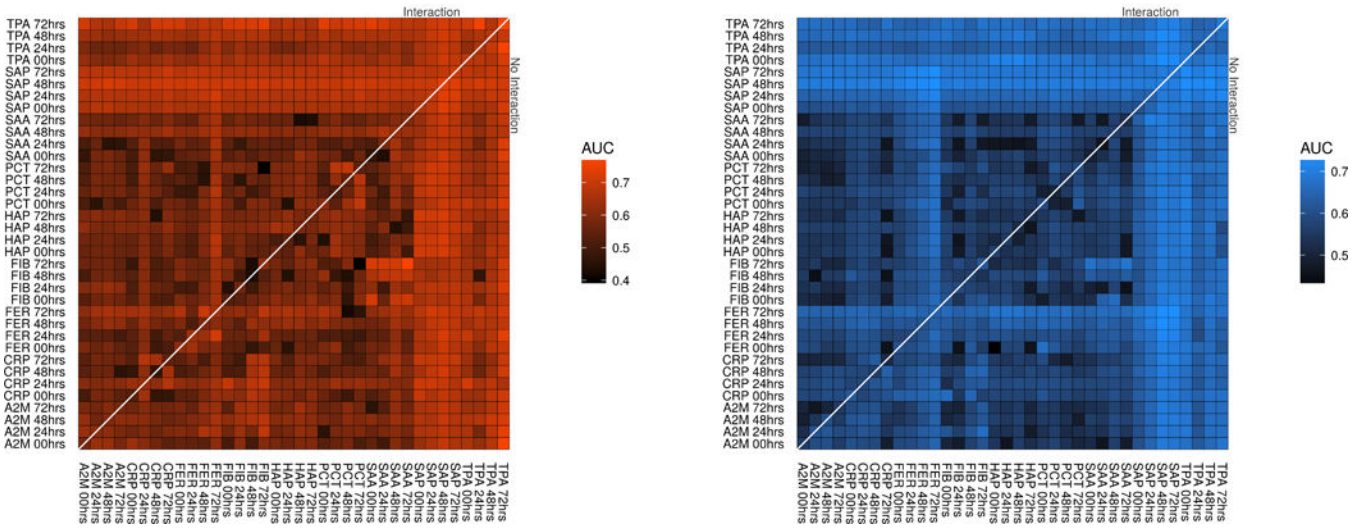 Interaction
TPA 72hrs
TPA 48hrs
TPA 24hrs
TPA 00hrs
SAP 72hrs
SAP 48hrs
SAP 24hrs
SAP 00hrs
SAA 72hrs
SAA 48hrs
SAA 24hrs
SAA 00hrs
PCT 72hrs
PCT 48hrs
PCT 24hrs
PCT 00hrs
HAP 72hrs
HAP 48hrs
HAP 24hrs
HAP 00hrs
FIB 72hrs
FIB 48hrs
FIB 24hrs
FIB 00hrs
FER 72hrs
FER 48hrs
FER 24hrs
FER 00hrs
CRP 72hrs
CRP 48hrs
CRP 24hrs
CRP 00hrs
A2M 72hrs
A2M 48hrs
A2M 24hrs
A2M 00hrs
No Interaction
AUC
0.7
0.6
0.5
0.4
A2M 00hrs
A2M 24hrs
A2M 48hrs
A2M 72hrs
CRP 00hrs
CRP 24hrs
CRP 48hrs
CRP 72hrs
FER 00hrs
FER 24hrs
FER 48hrs
FER 72hrs
FIB 00hrs
FIB 24hrs
FIB 48hrs
FIB 72hrs
HAP 00hrs
HAP 24hrs
HAP 48hrs
HAP 72hrs
PCT 00hrs
PCT 24hrs
PCT 48hrs
PCT 72hrs
SAA 00hrs
SAA 24hrs
SAA 48hrs
SAA 72hrs
SAP 00hrs
SAP 24hrs
SAP 48hrs
SAP 72hrs
TPA 00hrs
TPA 24hrs
TPA 48hrs
TPA 72hrs
Interaction
TPA 72hrs
TPA 48hrs
TPA 24hrs
TPA 00hrs
SAP 72hrs
SAP 48hrs
SAP 24hrs
SAP 00hrs
SAA 72hrs
SAA 48hrs
SAA 24hrs
SAA 00hrs
PCT 72hrs
PCT 48hrs
PCT 24hrs
PCT 00hrs
HAP 72hrs
HAP 48hrs
HAP 24hrs
HAP 00hrs
FIB 72hrs
FIB 48hrs
FIB 24hrs
FIB 00hrs
FER 72hrs
FER 48hrs
FER 24hrs
FER 00hrs
CRP 72hrs
CRP 48hrs
CRP 24hrs
CRP 00hrs
A2M 72hrs
A2M 48hrs
A2M 24hrs
A2M 00hrs
No Interaction
AUC
0.7
0.6
0.5
A2M 00hrs
A2M 24hrs
A2M 48hrs
A2M 72hrs
CRP 00hrs
CRP 24hrs
CRP 48hrs
CRP 72hrs
FER 00hrs
FER 24hrs
FER 48hrs
FER 72hrs
FIB 00hrs
FIB 24hrs
FIB 48hrs
FIB 72hrs
HAP 00hrs
HAP 24hrs
HAP 48hrs
HAP 72hrs
PCT 00hrs
PCT 24hrs
PCT 48hrs
PCT 72hrs
SAA 00hrs
SAA 24hrs
SAA 48hrs
SAA 72hrs
SAP 00hrs
SAP 24hrs
SAP 48hrs
SAP 72hrs
TPA 00hrs
TPA 24hrs
TPA 48hrs
TPA 72hrs